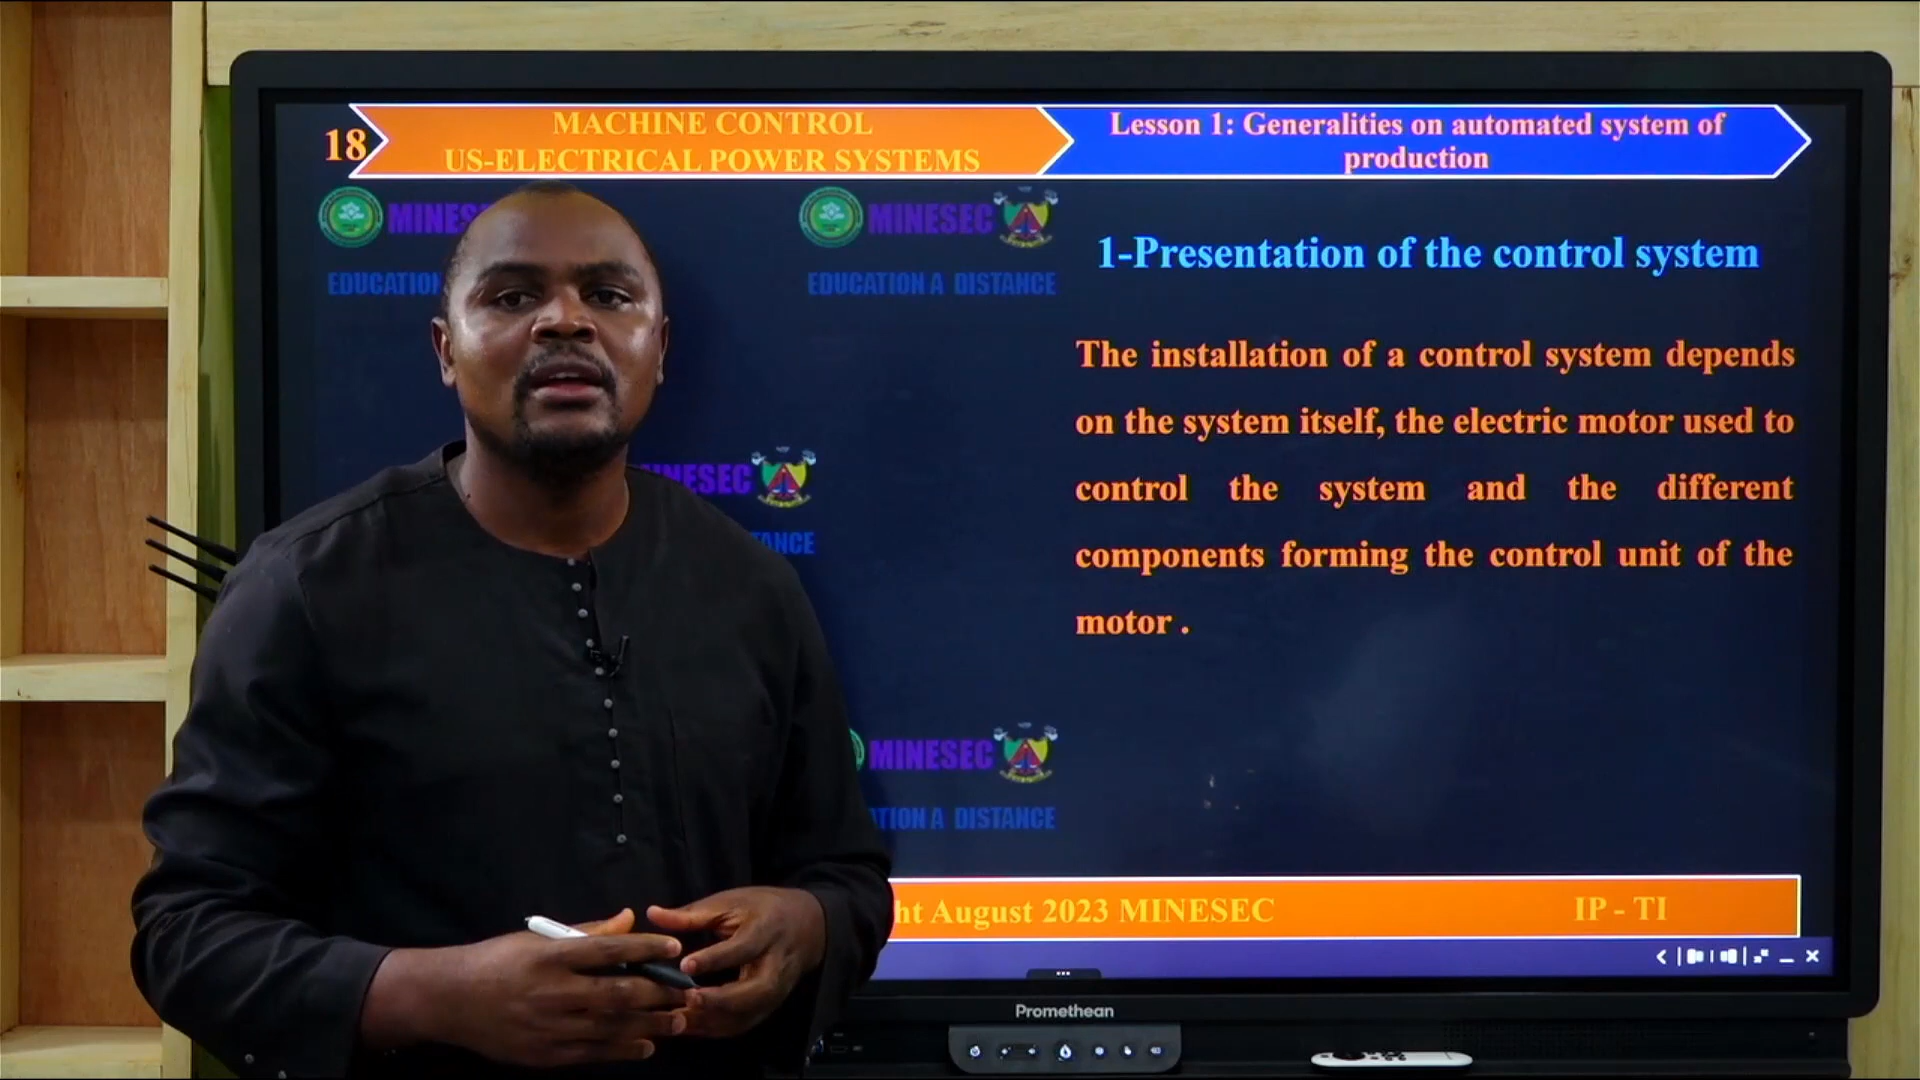 18
MACHINE CONTROL
US-ELECTRICAL POWER SYSTEMS
Lesson 1: Generalities on automated system of
production
MINESEC
EDUCATION A DISTANCE
1-Presentation of the control system
The installation of a control system depends
on the system itself, the electric motor used to
control the system and the different
components forming the control unit of the
motor .
MINESEC
EDUCATION
MINESEC
A DISTANCE
August 2023 MINESEC
IP - TI
Promethean